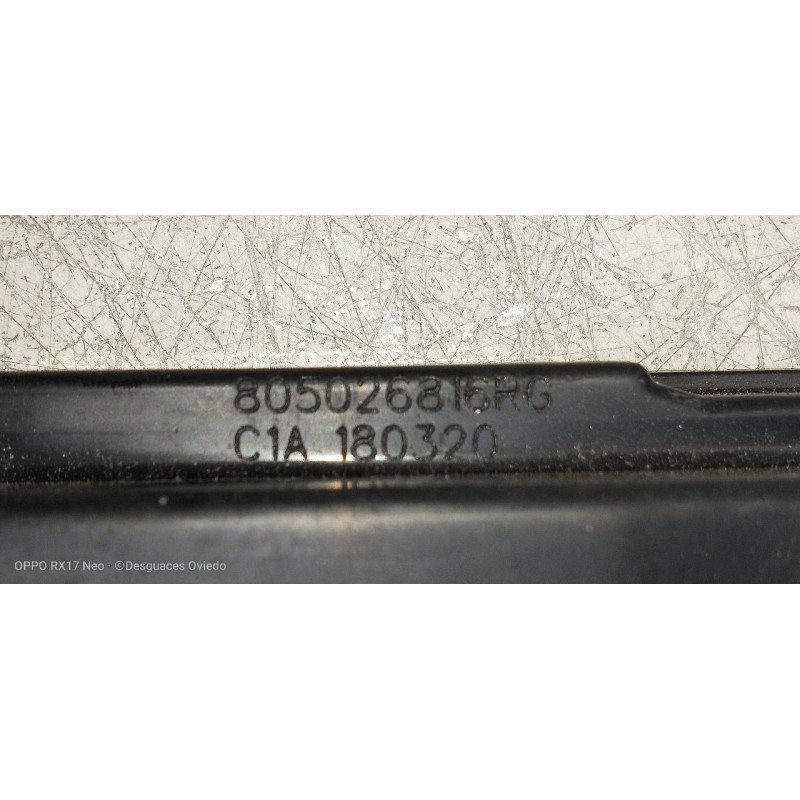 805026816RG
C1A 180320
OPPO RX17 Neo · ©Desguaces Oviedo